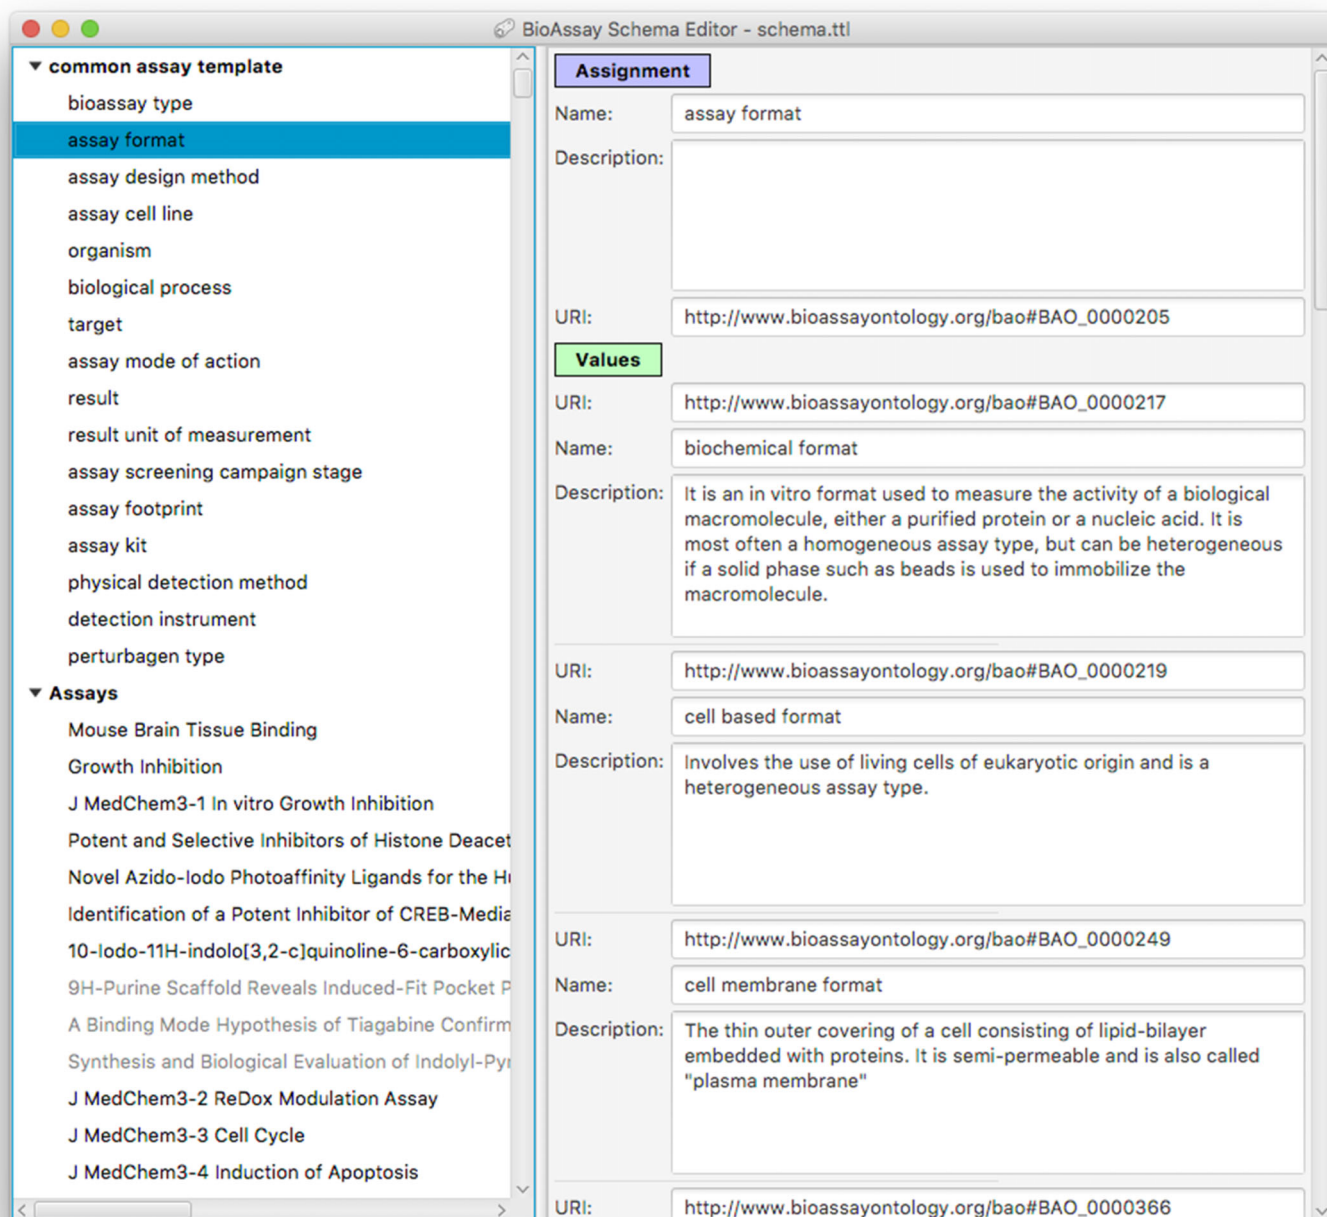 BioAssay Schema Editor - schema.ttl
common assay template
bioassay type
assay format
assay design method
assay cell line
organism
biological process
target
assay mode of action
result
result unit of measurement
assay screening campaign stage
assay footprint
assay kit
physical detection method
detection instrument
perturbagen type
Assays
Mouse Brain Tissue Binding
Growth Inhibition
J MedChem3-1 In vitro Growth Inhibition
Potent and Selective Inhibitors of Histone Deacet
Novel Azido-Iodo Photoaffinity Ligands for the Hu
Identification of a Potent Inhibitor of CREB-Media
10-Iodo-11H-indolo[3,2-c]quinoline-6-carboxylic
9H-Purine Scaffold Reveals Induced-Fit Pocket P
A Binding Mode Hypothesis of Tiagabine Confirm
Synthesis and Biological Evaluation of Indolyl-Pyr
J MedChem3-2 ReDox Modulation Assay
J MedChem3-3 Cell Cycle
J MedChem3-4 Induction of Apoptosis
Assignment
Name: assay format
Description:
URI: http://www.bioassayontology.org/bao#BAO_0000205
Values
URI: http://www.bioassayontology.org/bao#BAO_0000217
Name: biochemical format
Description: It is an in vitro format used to measure the activity of a biological
macromolecule, either a purified protein or a nucleic acid. It is
most often a homogeneous assay type, but can be heterogeneous
if a solid phase such as beads is used to immobilize the
macromolecule.
URI: http://www.bioassayontology.org/bao#BAO_0000219
Name: cell based format
Description: Involves the use of living cells of eukaryotic origin and is a
heterogeneous assay type.
URI: http://www.bioassayontology.org/bao#BAO_0000249
Name: cell membrane format
Description: The thin outer covering of a cell consisting of lipid-bilayer
embedded with proteins. It is semi-permeable and is also called
"plasma membrane"
URI: http://www.bioassayontology.org/bao#BAO_0000366